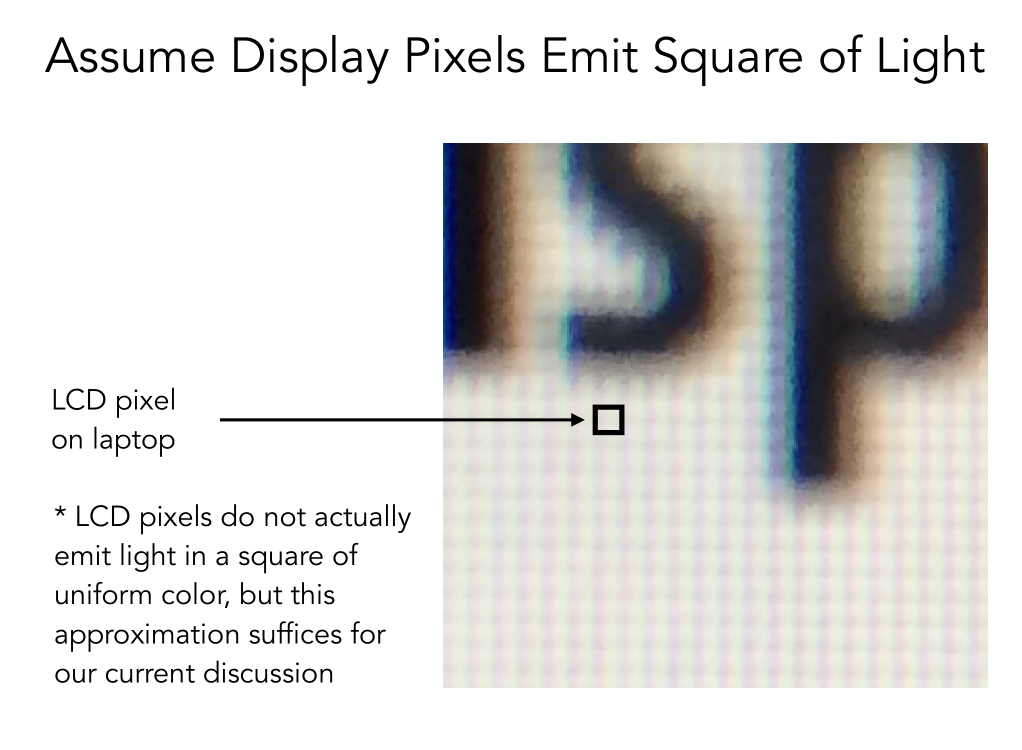 Assume Display Pixels Emit Square of Light
isp
LCD pixel
on laptop
* LCD pixels do not actually
emit light in a square of
uniform color, but this
approximation suffices for
our current discussion